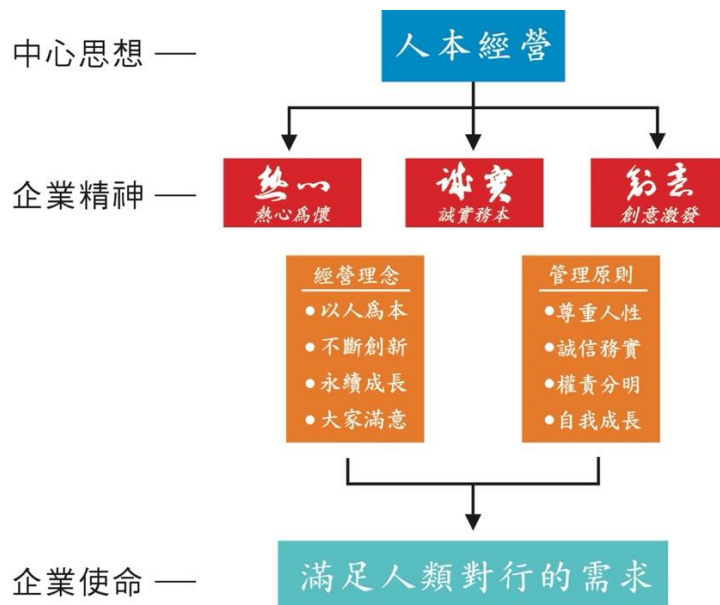 中心思想
人本經營
企業精神
熱心
熱心爲懷
誠實
誠實務本
創意
創意激發
經營理念
●以人爲本
●不斷創新
●永續成長
●大家滿意
管理原則
●尊重人性
●誠信務實
●權責分明
●自我成長
企業使命
滿足人類對行的需求